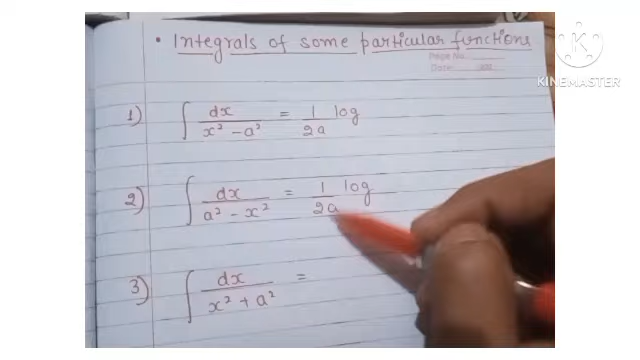 • Integrals of some particular functions
Page No.
Date
KINEMASTER
1) ∫ dx / (x² - a²) = 1/2a log
2) ∫ dx / (a² - x²) = 1/2a log
3) ∫ dx / (x² + a²) =